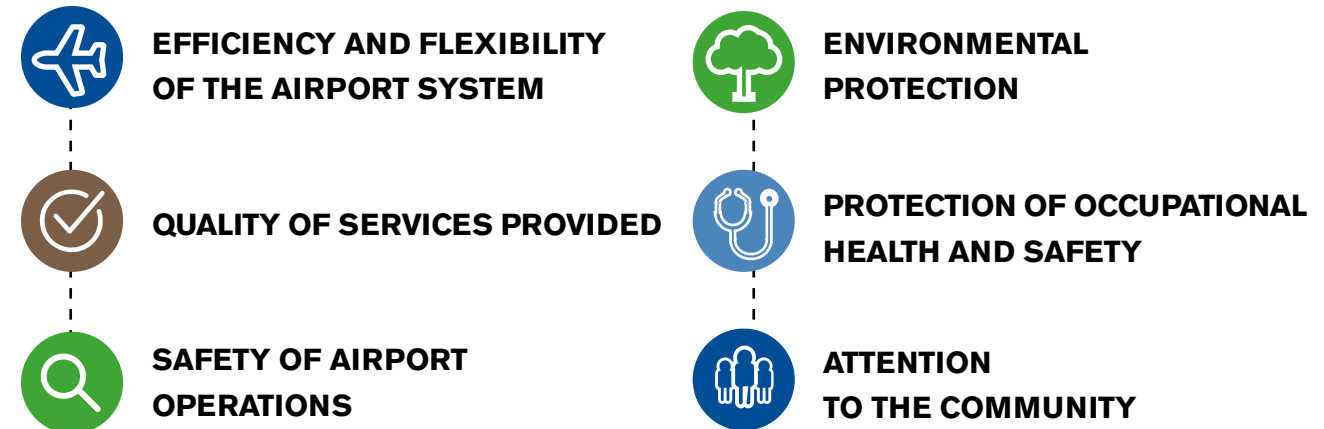 EFFICIENCY AND FLEXIBILITY
OF THE AIRPORT SYSTEM
QUALITY OF SERVICES PROVIDED
SAFETY OF AIRPORT
OPERATIONS
ENVIRONMENTAL
PROTECTION
PROTECTION OF OCCUPATIONAL
HEALTH AND SAFETY
ATTENTION
TO THE COMMUNITY